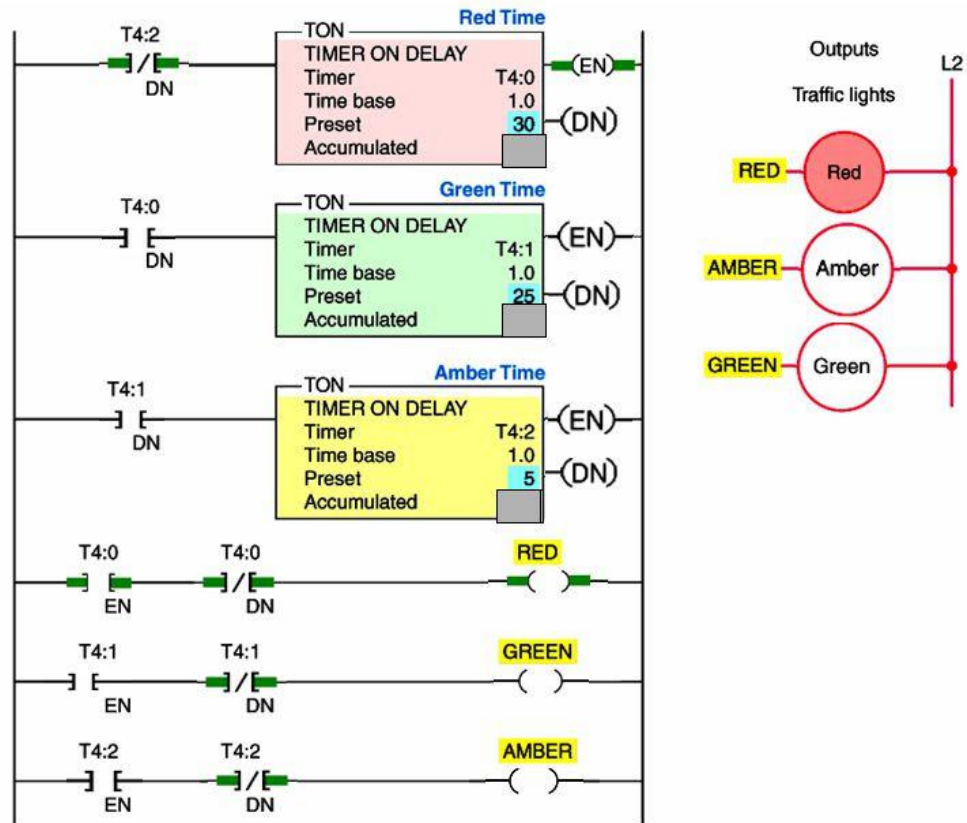 Red Time
T4:2
TON
TIMER ON DELAY
DN
Timer T4:0
Time base 1.0
Preset 30
Accumulated
(EN)
(DN)
Green Time
T4:0
TON
TIMER ON DELAY
DN
Timer T4:1
Time base 1.0
Preset 25
Accumulated
(EN)
(DN)
Amber Time
T4:1
TON
TIMER ON DELAY
DN
Timer T4:2
Time base 1.0
Preset 5
Accumulated
(EN)
(DN)
T4:0 T4:0 RED
EN DN
T4:1 T4:1 GREEN
EN DN
T4:2 T4:2 AMBER
EN DN
Outputs
L2
Traffic lights
RED Red
AMBER Amber
GREEN Green